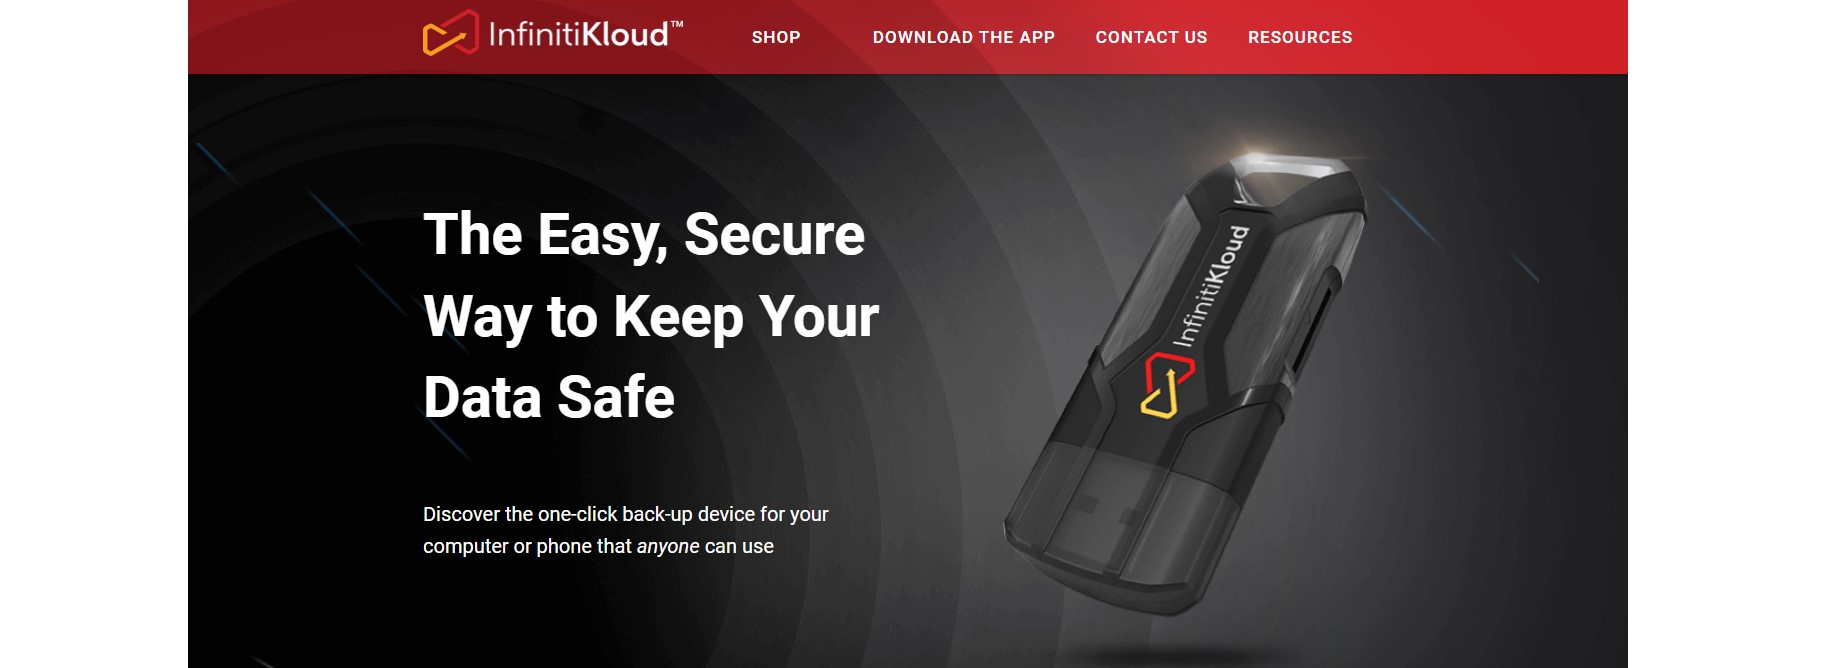 InfinitiKloud™
SHOP
DOWNLOAD THE APP
CONTACT US
RESOURCES
The Easy, Secure
Way to Keep Your
Data Safe
Discover the one-click back-up device for your
computer or phone that anyone can use
InfinitiKloud